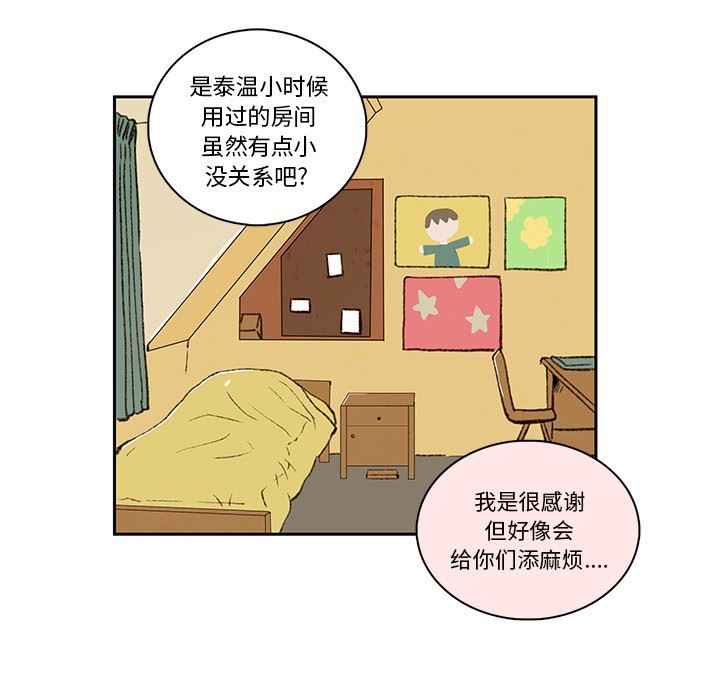 是泰温小时候
用过的房间
虽然有点小
没关系吧?
我是很感谢
但好像会
给你们添麻烦....